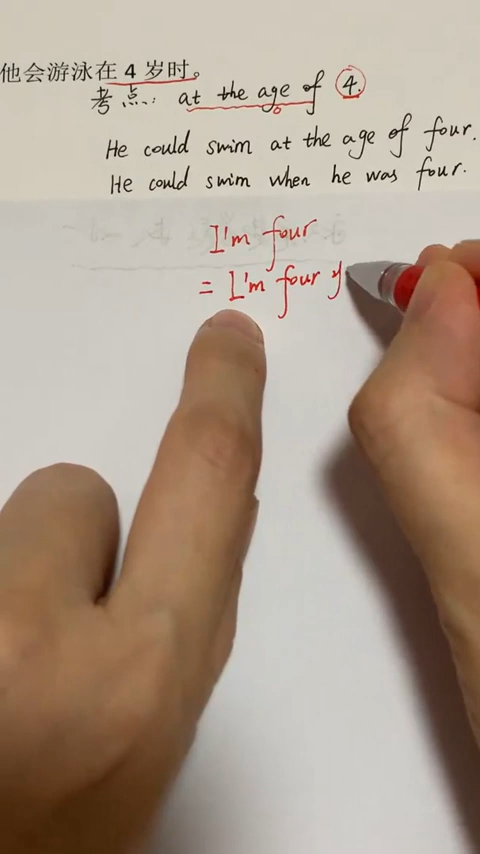 他会游泳在 4 岁时。
考点: at the age of 4.
He could swim at the age of four.
He could swim when he was four.
I'm four
= I'm four y